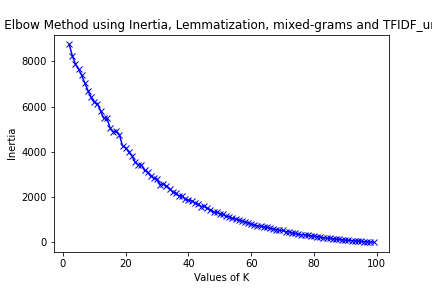 Elbow Method using Inertia, Lemmatization, mixed-grams and
8000
6000
4000
2000
0
Inertia
0 20 40 60 80 100
Values of K